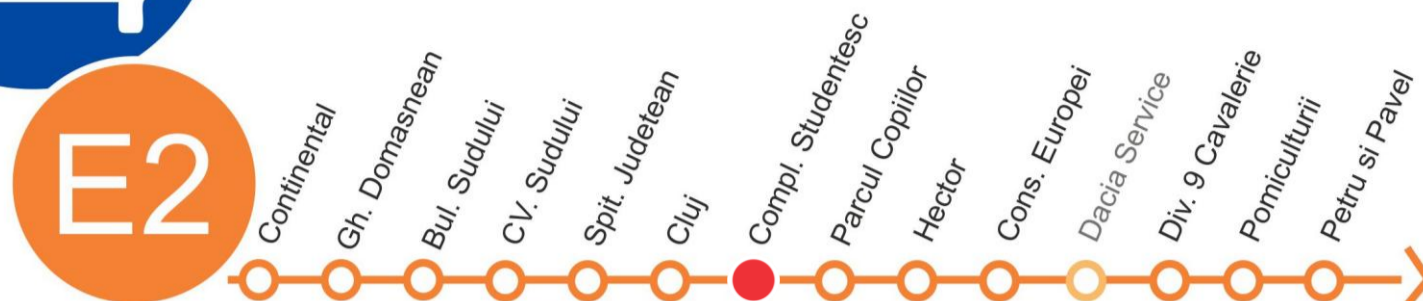 E2
Continental
Gh. Domasnean
Bul. Sudului
CV. Sudului
Spit. Judetean
Cluj
Compl. Studentesc
Parcul Copiilor
Hector
Cons. Europei
Dacia Service
Div. 9 Cavalerie
Pomiculturii
Petru si Pavel